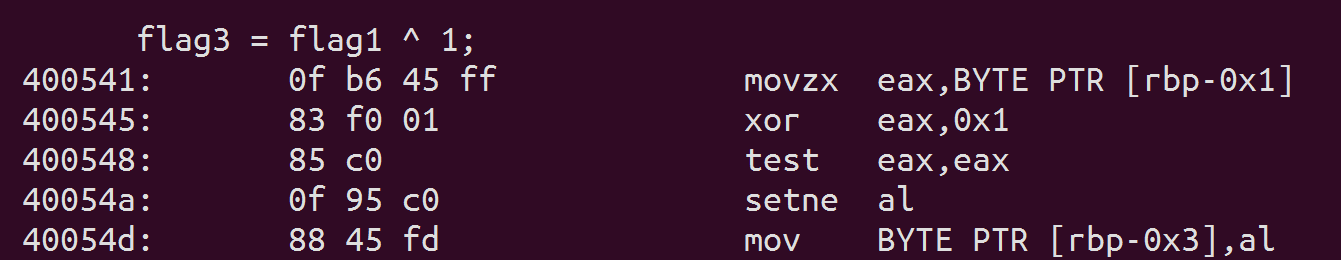 flag3 = flag1 ^ 1;
400541: 0f b6 45 ff movzx eax,BYTE PTR [rbp-0x1]
400545: 83 f0 01 xor eax,0x1
400548: 85 c0 test eax,eax
40054a: 0f 95 c0 setne al
40054d: 88 45 fd mov BYTE PTR [rbp-0x3],al